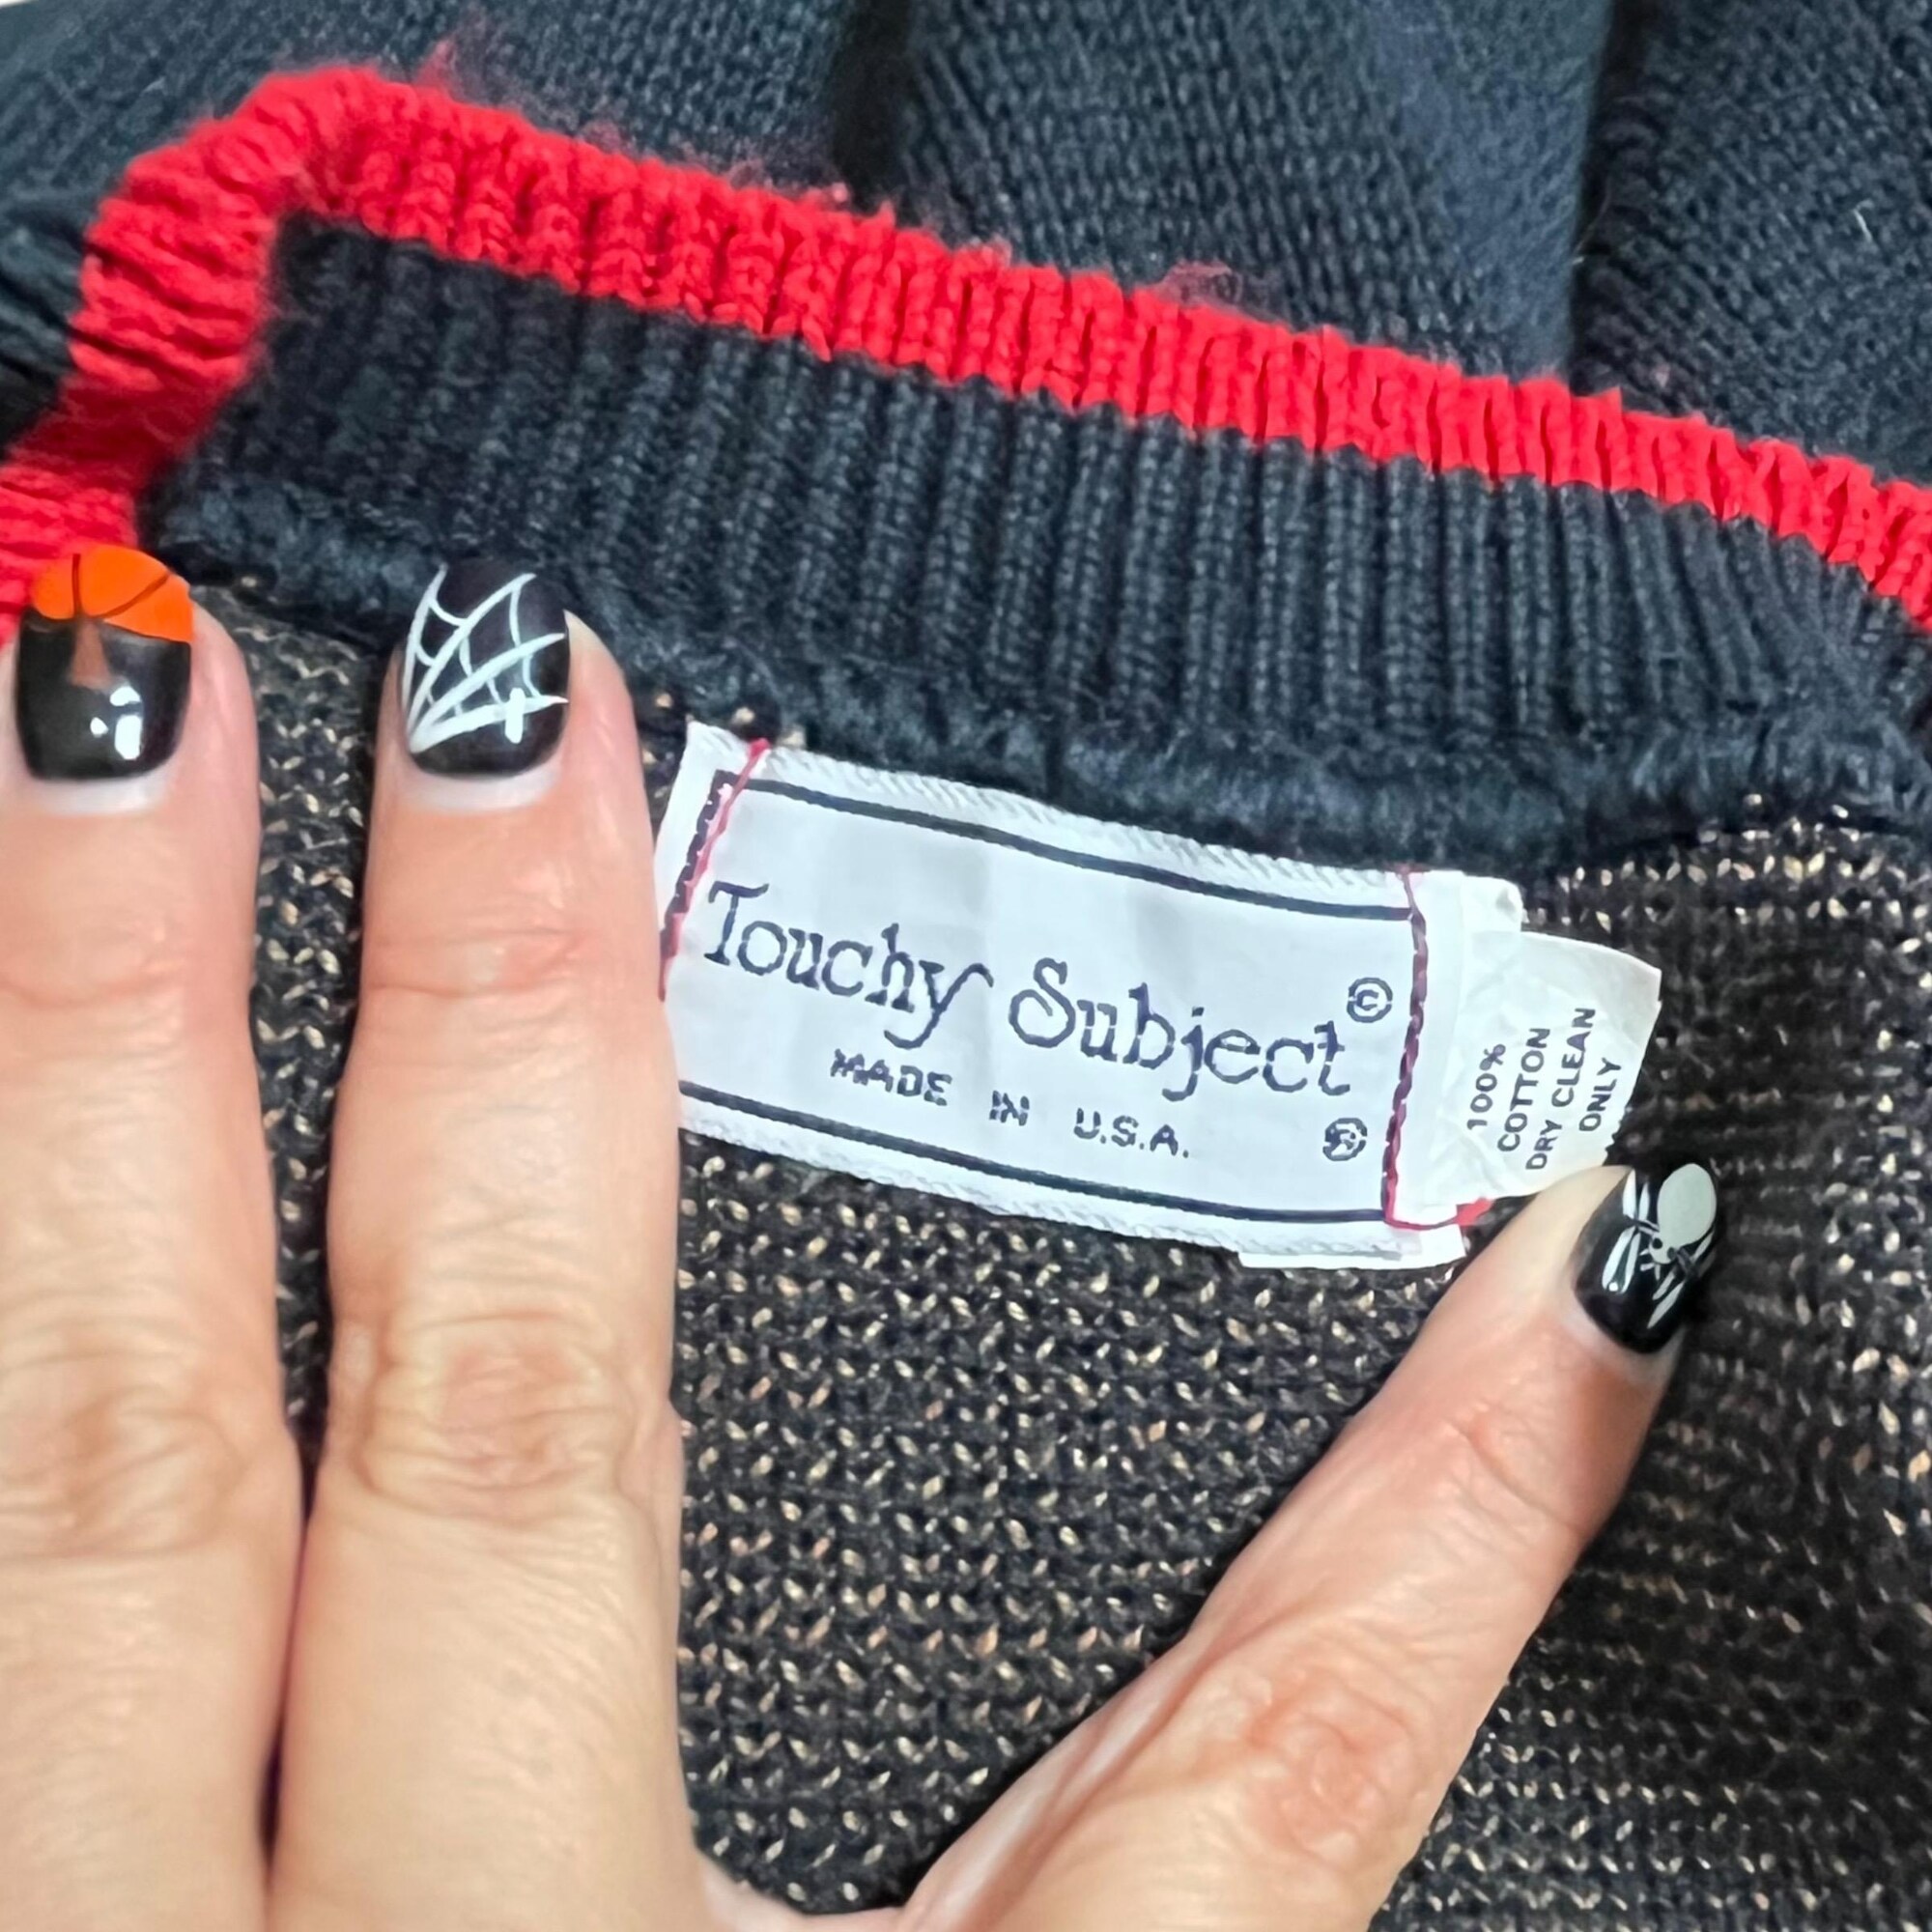 Touchy Subject©
MADE IN U.S.A. ®
100%
COTTON
DRY CLEAN
ONLY